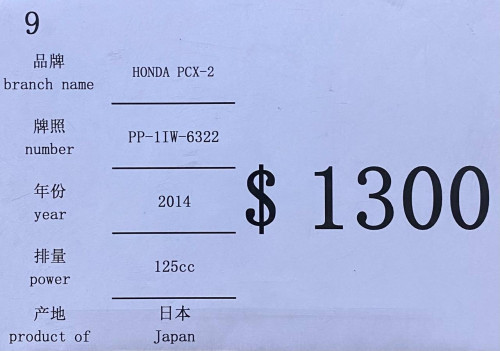 9
品牌
branch name
HONDA PCX-2
牌照
number
PP-1IW-6322
年份
year
2014
$ 1300
排量
power
125cc
产地
product of
日本
Japan